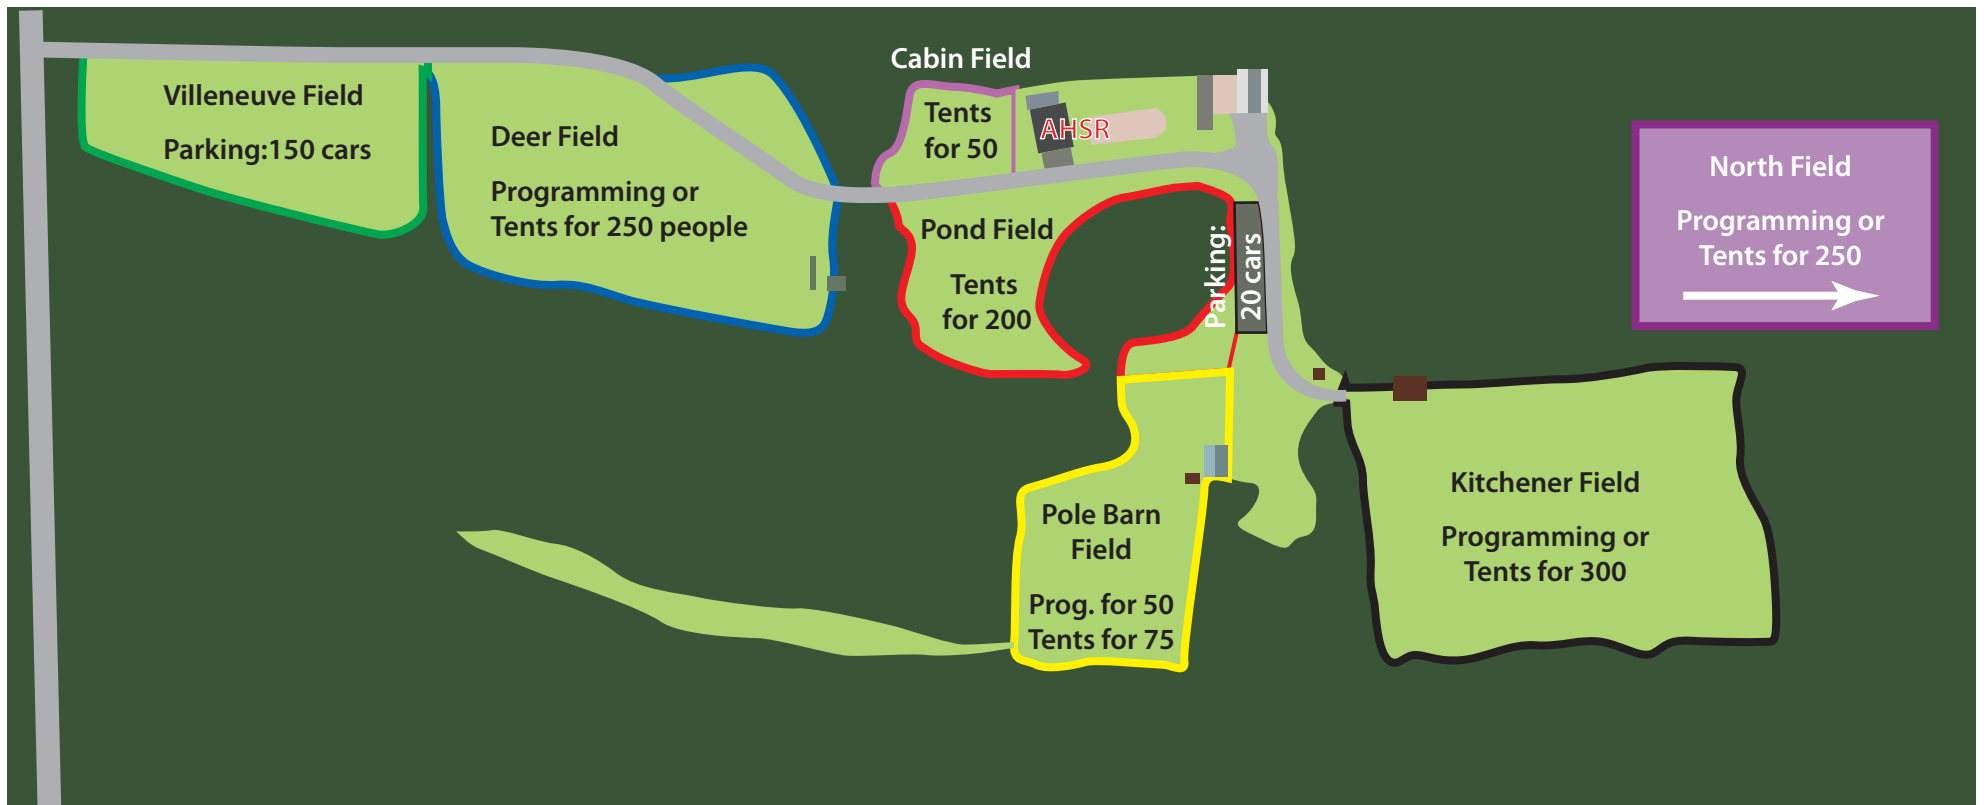 Villeneuve Field
Parking:150 cars
Deer Field
Programming or
Tents for 250 people
Cabin Field
Tents
for 50
AHSR
Pond Field
Tents
for 200
Parking:
20 cars
North Field
Programming or
Tents for 250
Pole Barn
Field
Prog. for 50
Tents for 75
Kitchener Field
Programming or
Tents for 300